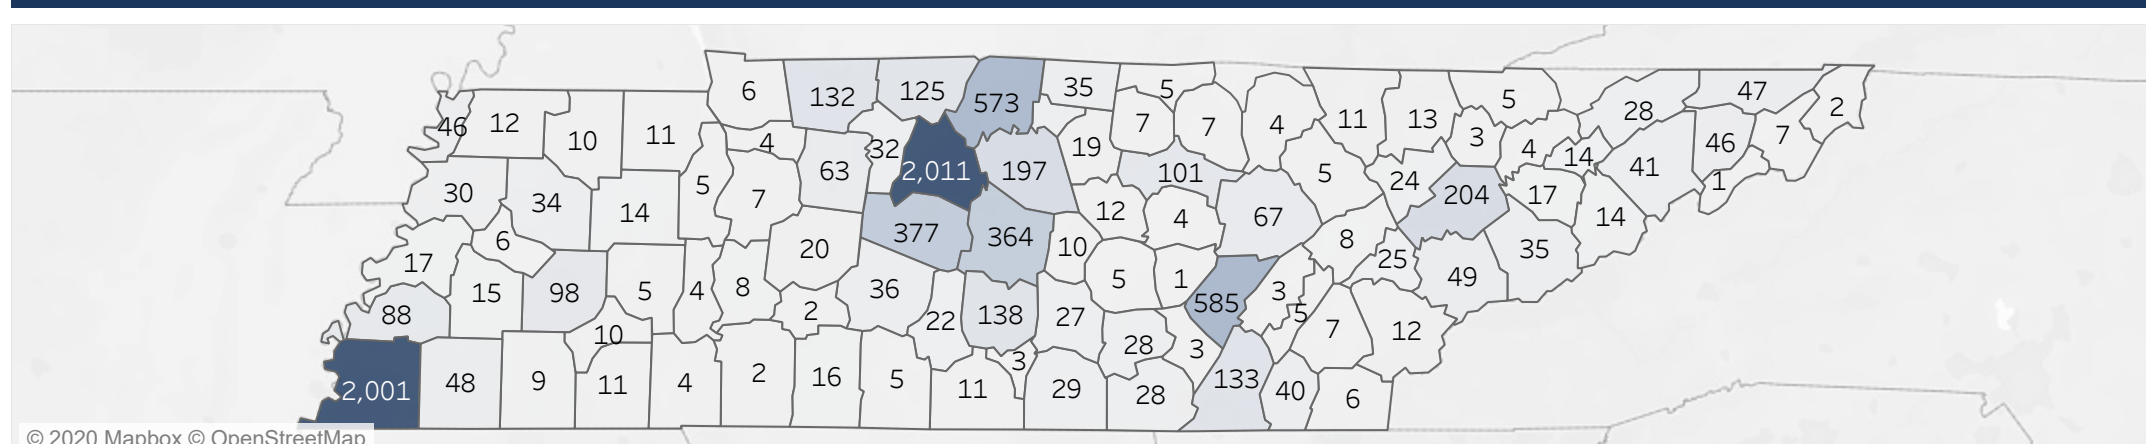 6 132 125 573 35 5
46 12 10 11 4 32 2,011 197 19 7 7 4 11 13 5 3 4 14 28 47 46 7 2
63 101 5 24 204 17 41 1
30 34 14 5 7 377 364 12 4 67 8 25 49 35 14
17 6 20 10
88 15 98 5 4 8 2 36 22 138 27 5 1 585 3 5 7 12
10 3 28 3
2,001 48 9 11 4 2 16 5 11 29 28 133 40 6
© 2020 Mapbox © OpenStreetMap